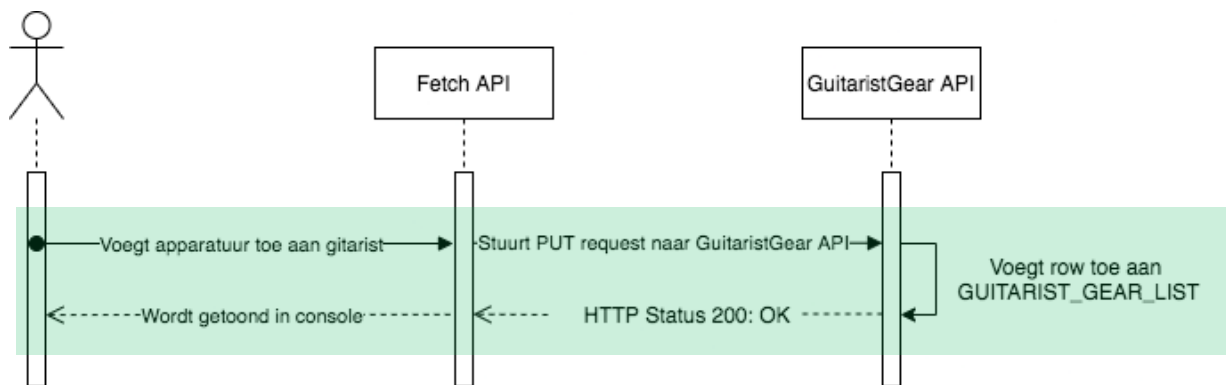 Fetch API
GuitaristGear API
Voegt apparatuur toe aan gitarist
Stuurt PUT request naar GuitaristGear API
Voegt row toe aan
GUITARIST_GEAR_LIST
Wordt getoond in console
HTTP Status 200: OK